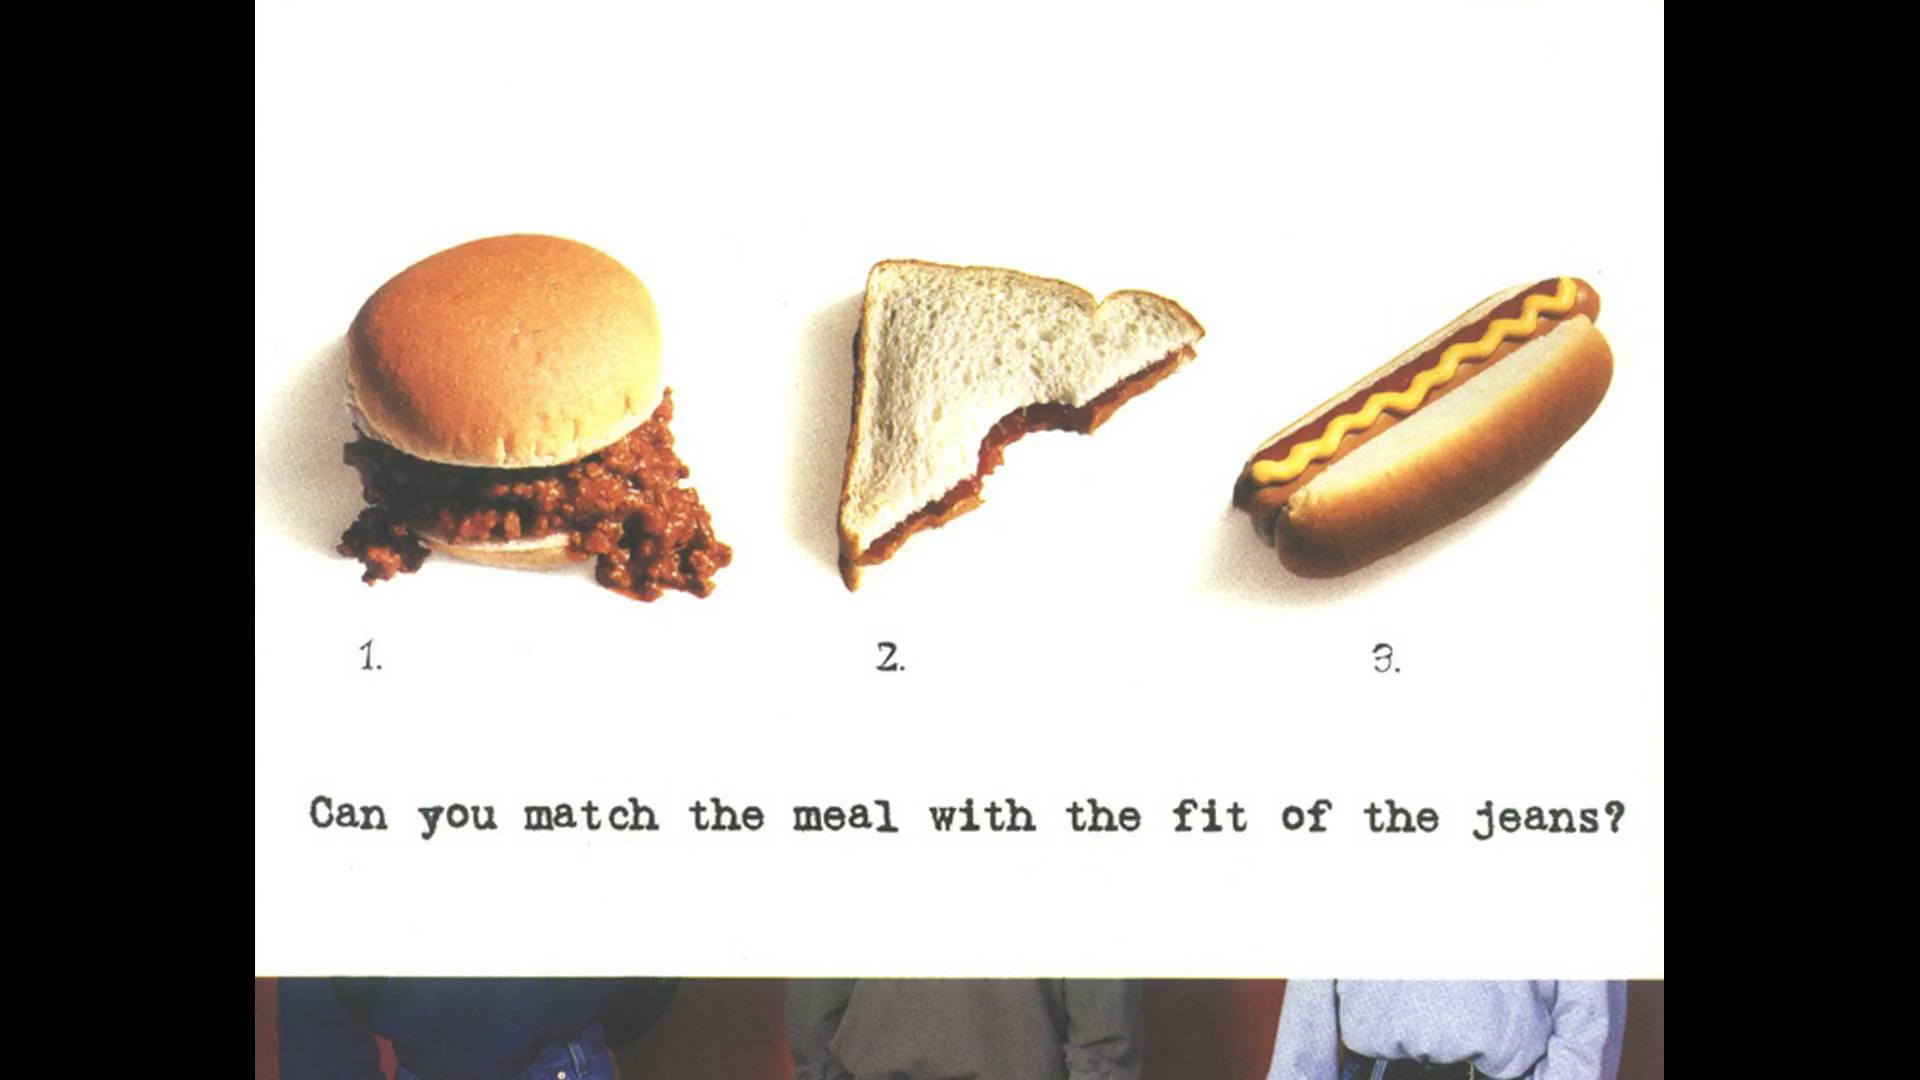 1. 2. 3.
Can you match the meal with the fit of the jeans?